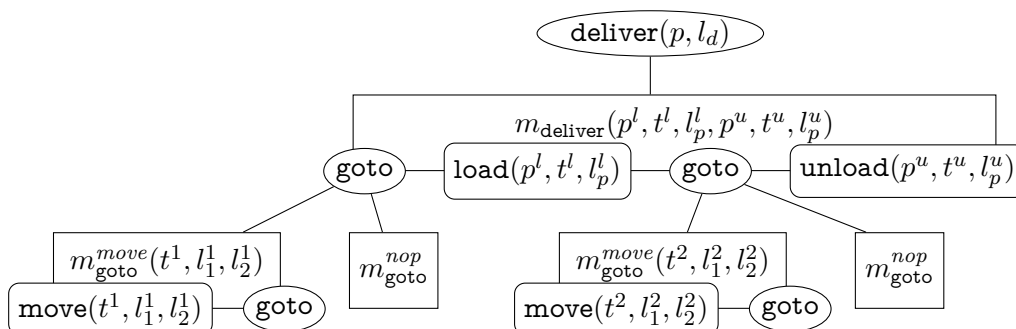 deliver(p, l_d)
m_deliver(p^l, t^l, l_p^l, p^u, t^u, l_p^u)
goto load(p^l, t^l, l_p^l) goto unload(p^u, t^u, l_p^u)
m_goto^move(t^1, l_1^1, l_2^1) m_goto^nop m_goto^move(t^2, l_1^2, l_2^2) m_goto^nop
move(t^1, l_1^1, l_2^1) goto move(t^2, l_1^2, l_2^2) goto